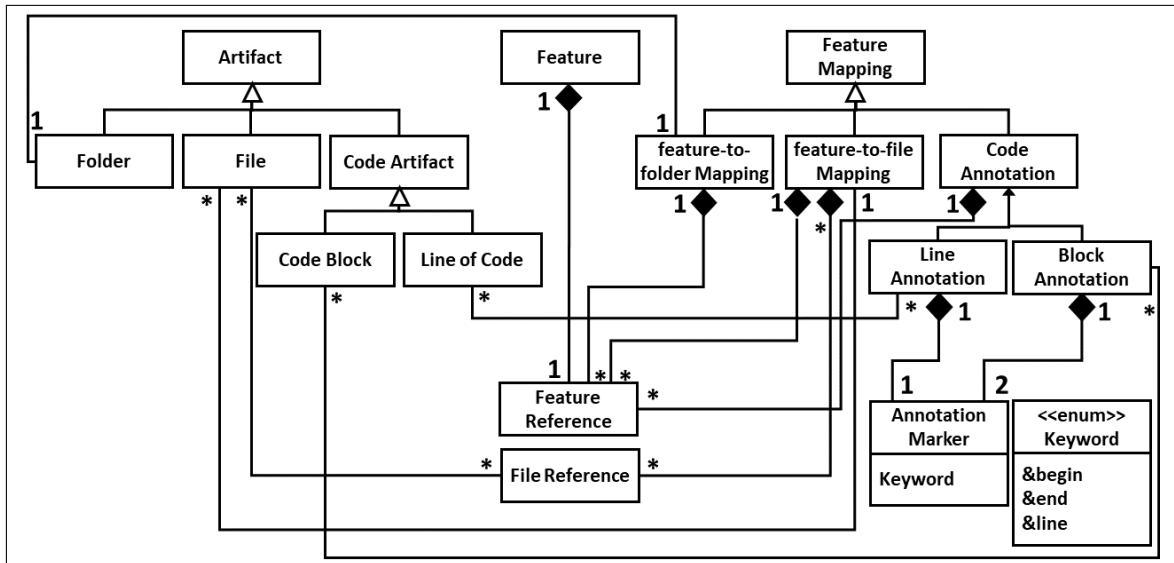 Artifact
Feature
Feature
Mapping
1
1
1
Folder
File
Code Artifact
feature-to-
folder Mapping
feature-to-file
Mapping
Code
Annotation
*
*
1
1
*
1
1
Code Block
Line of Code
Line
Annotation
Block
Annotation
*
*
*
1
1
*
1
*
*
1
2
Feature
Reference
*
Annotation
Marker
Keyword
<<enum>>
Keyword
&begin
&end
&line
*
File Reference
*